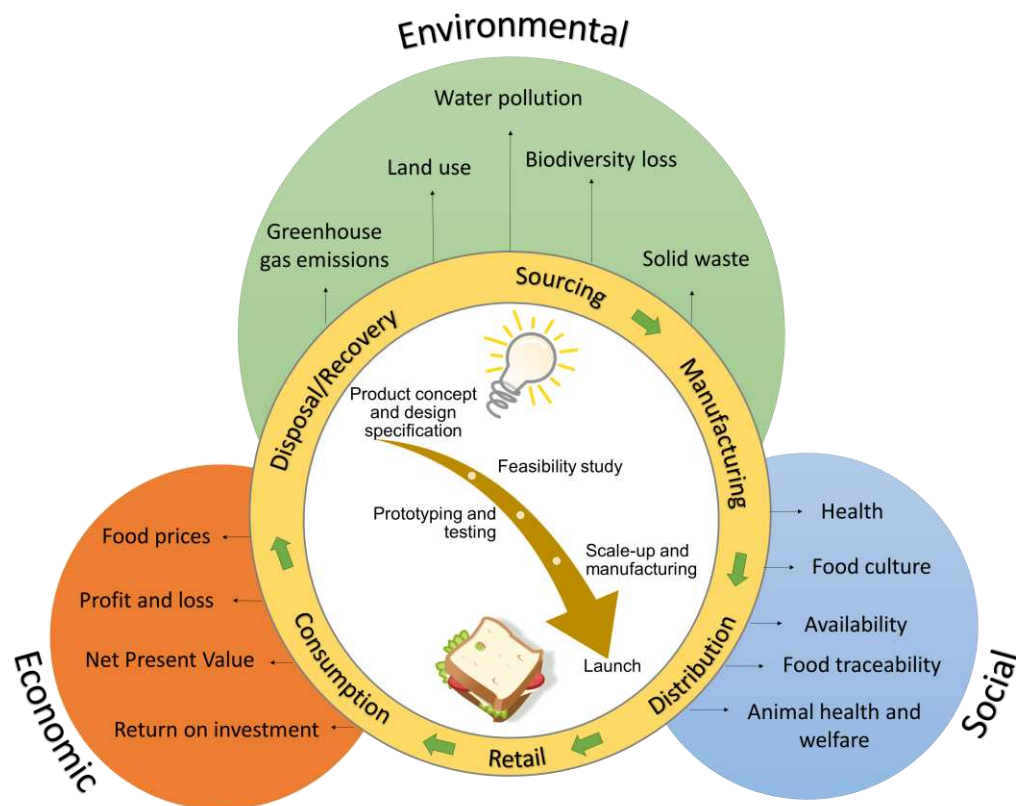 Environmental
Water pollution
Land use
Biodiversity loss
Greenhouse
gas emissions
Solid waste
Sourcing
Manufacturing
Distribution
Retail
Consumption
Disposal/Recovery
Product concept
and design
specification
Feasibility study
Prototyping and
testing
Scale-up and
manufacturing
Launch
Food prices
Profit and loss
Net Present Value
Return on investment
Economic
Health
Food culture
Availability
Food traceability
Animal health and
welfare
Social